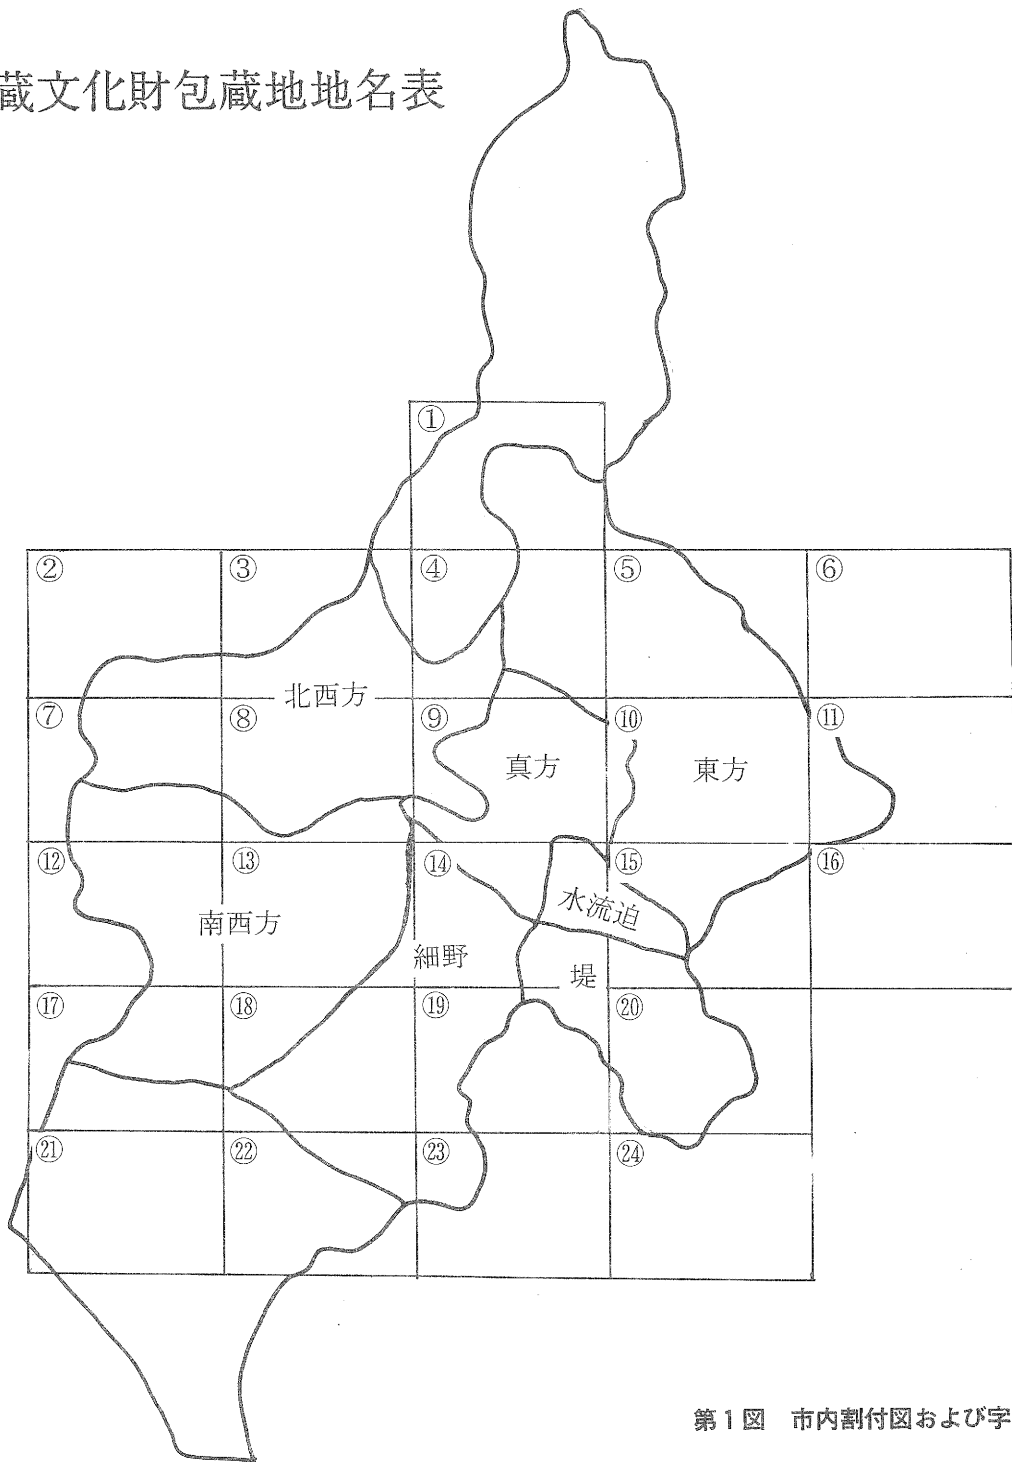 蔵文化財包蔵地地名表
①
② ③ ④ ⑤ ⑥
北西方
⑦ ⑧ ⑨ ⑩ ⑪
真方 東方
⑫ ⑬ ⑭ ⑮ ⑯
水流迫
南西方
細野
堤
⑰ ⑱ ⑲ ⑳
㉑ ㉒ ㉓ ㉔
第1図 市内割付図および字